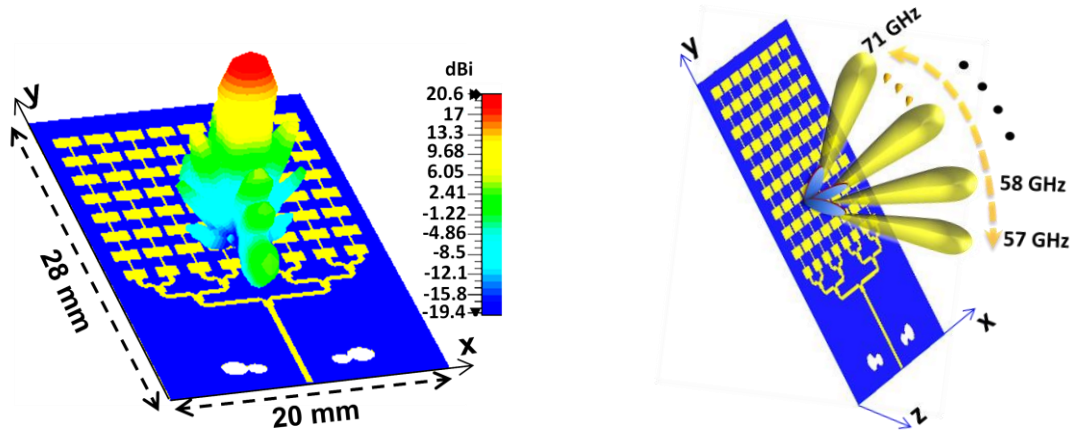 dBi
20.6
17
13.3
9.68
6.05
2.41
-1.22
-4.86
-8.5
-12.1
-15.8
-19.4
y
x
28 mm
20 mm
71 GHz
58 GHz
57 GHz
y
x
z